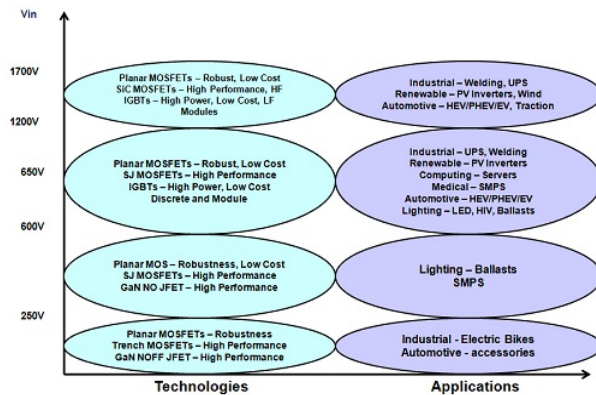 Vin
1700V
Planar MOSFETs – Robust, Low Cost
SiC MOSFETs – High Performance, HF
IGBTs – High Power, Low Cost, LF
Modules
Industrial – Welding, UPS
Renewable – PV Inverters, Wind
Automotive – HEV/PHEV/EV, Traction
1200V
650V
Planar MOSFETs – Robust, Low Cost
SJ MOSFETs – High Performance
IGBTs – High Power, Low Cost
Discrete and Module
Industrial – UPS, Welding
Renewable – PV Inverters
Computing – Servers
Medical – SMPS
Automotive – HEV/PHEV/EV
Lighting – LED, HIV, Ballasts
600V
Planar MOS – Robustness, Low Cost
SJ MOSFETs – High Performance
GaN NO JFET – High Performance
Lighting – Ballasts
SMPS
250V
Planar MOSFETs – Robustness
Trench MOSFETs – High Performance
GaN NOFF JFET – High Performance
Industrial - Electric Bikes
Automotive - accessories
Technologies
Applications